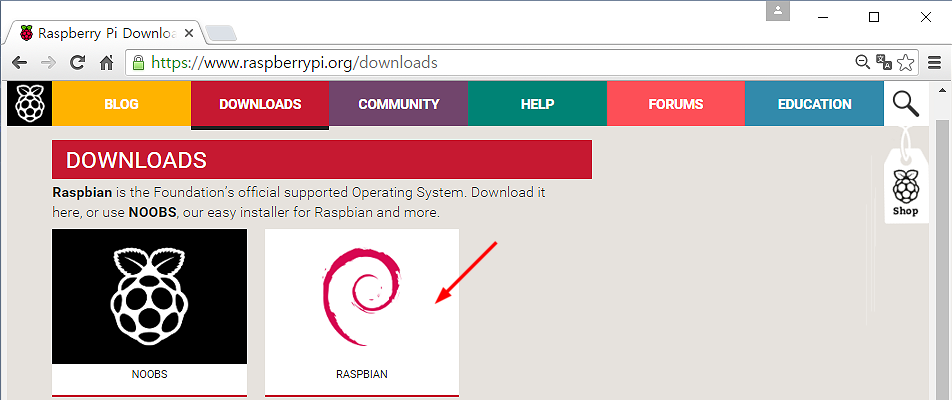 Raspberry Pi Downloa
https://www.raspberrypi.org/downloads
BLOG
DOWNLOADS
COMMUNITY
HELP
FORUMS
EDUCATION
Shop
DOWNLOADS
Raspbian is the Foundation's official supported Operating System. Download it
here, or use NOOBS, our easy installer for Raspbian and more.
NOOBS
RASPBIAN